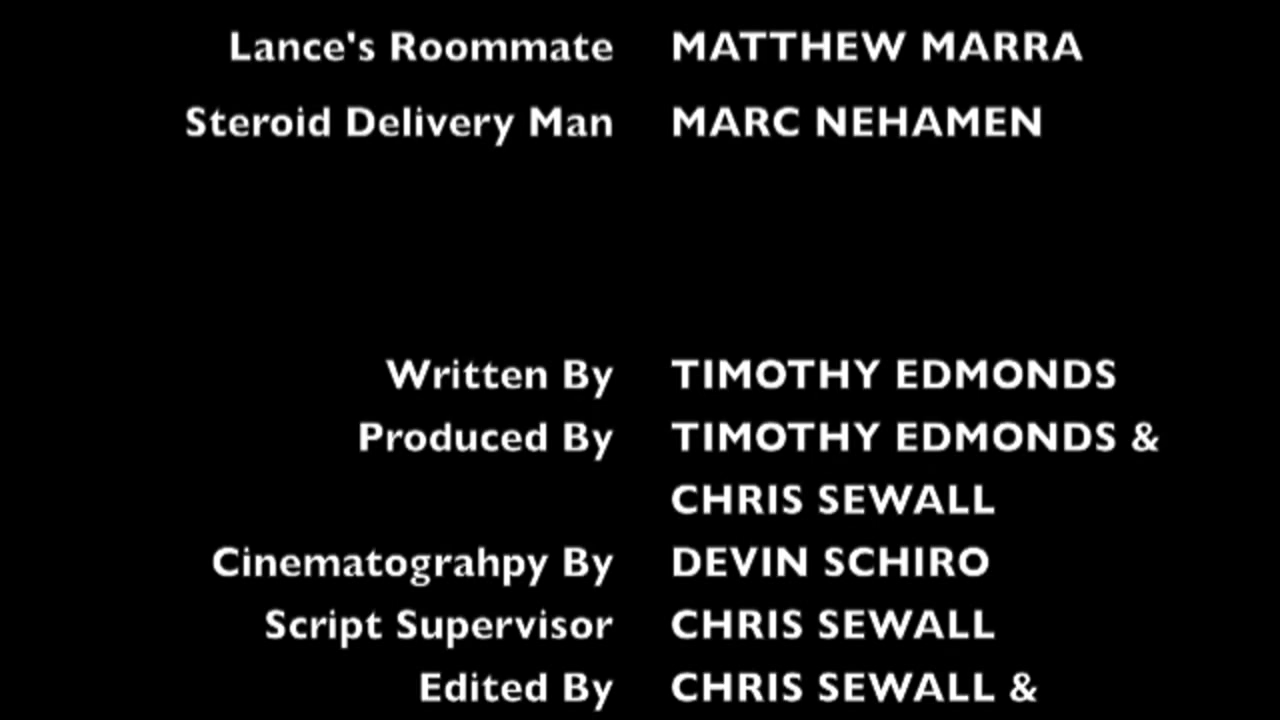 Lance's Roommate MATTHEW MARRA
Steroid Delivery Man MARC NEHAMEN
Written By TIMOTHY EDMONDS
Produced By TIMOTHY EDMONDS &
CHRIS SEWALL
Cinematograhpy By DEVIN SCHIRO
Script Supervisor CHRIS SEWALL
Edited By CHRIS SEWALL &